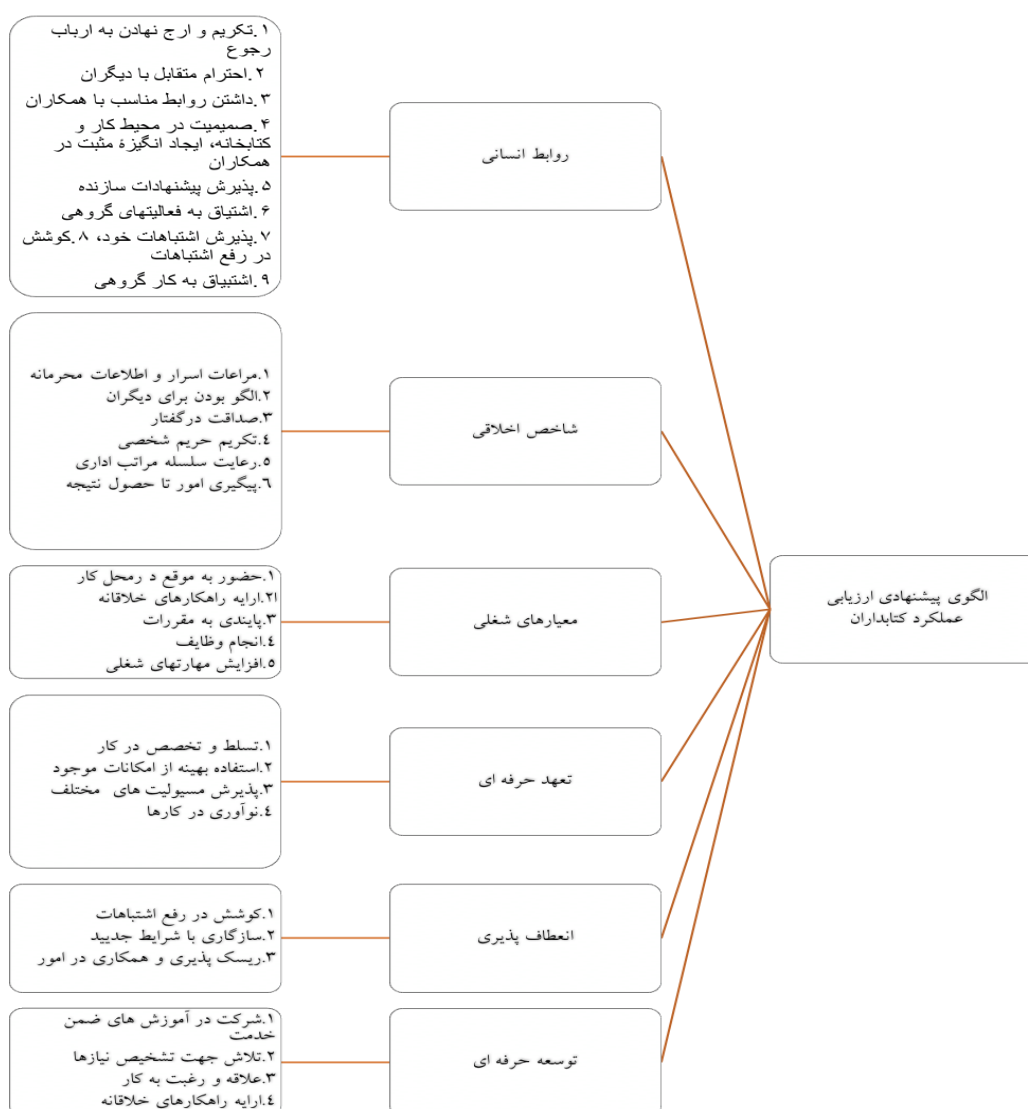 الگوی پیشنهادی ارزیابی
عملکرد کتابداران
روابط انسانی
۱.تکریم و ارج نهادن به ارباب
رجوع
۲.احترام متقابل با دیگران
۳.داشتن روابط مناسب با همکاران
۴.صمیمیت در محیط کار و
کتابخانه، ایجاد انگیزهٔ مثبت در
همکاران
۵.پذیرش پیشنهادات سازنده
۶.اشتیاق به فعالیتهای گروهی
۷.پذیرش اشتباهات خود، ۸.کوشش
در رفع اشتباهات
۹.اشتبیاق به کار گروهی
شاخص اخلاقی
۱.مراعات اسرار و اطلاعات محرمانه
۲.الگو بودن برای دیگران
۳.صداقت درگفتار
٤.تکریم حریم شخصی
٥.رعایت سلسله مراتب اداری
٦.پیگیری امور تا حصول نتیجه
معیارهای شغلی
۱.حضور به موقع د رمحل کار
۲ا.ارایه راهکارهای خلاقانه
۳.پایندی به مقررات
٤.انجام وظایف
٥.افزایش مهارتهای شغلی
تعهد حرفه ای
۱.تسلط و تخصص در کار
۲.استفاده بهینه از امکانات موجود
۳.پذیرش مسیولیت های مختلف
٤.نوآوری در کارها
انعطاف پذیری
۱.کوشش در رفع اشتباهات
۲.سازگاری با شرایط جدیید
۳.ریسک پذیری و همکاری در امور
توسعه حرفه ای
۱.شرکت در آموزش های ضمن
خدمت
۲.تلاش جهت تشخیص نیازها
۳.علاقه و رغبت به کار
٤.ارایه راهکارهای خلاقانه